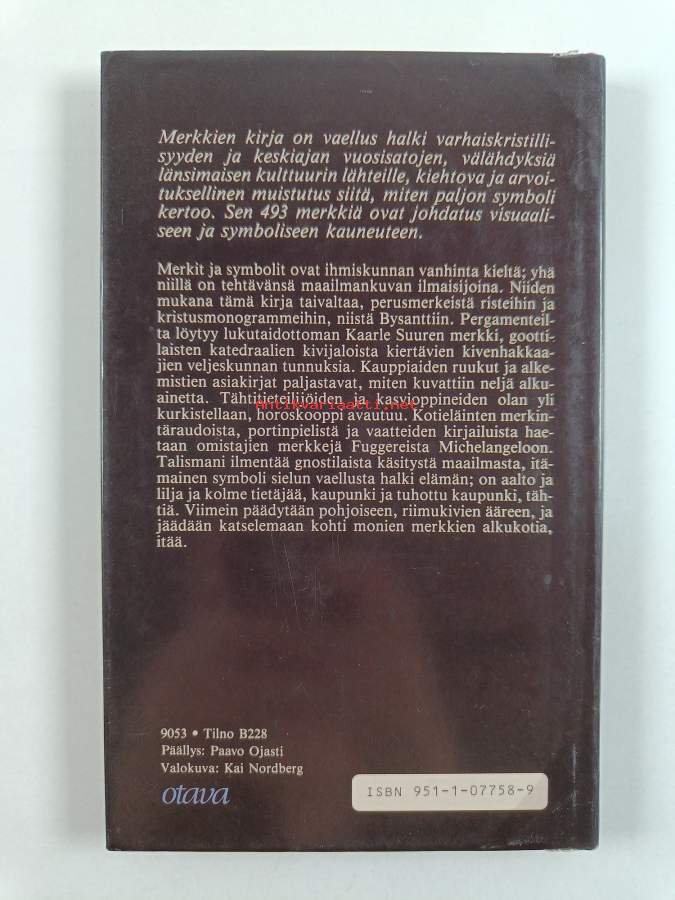 Merkkien kirja on vaellus halki varhaiskristilli-
syyden ja keskiajan vuosisatojen, välähdyksiä
länsimaisen kulttuurin lähteille, kiehtova ja arvoi-
tuksellinen muistutus siitä, miten paljon symboli
kertoo. Sen 493 merkkiä ovat johdatus visuaali-
seen ja symboliseen kauneuteen.
Merkit ja symbolit ovat ihmiskunnan vanhinta kieltä; yhä
niillä on tehtävänsä maailmankuvan ilmaisijoina. Niiden
mukana tämä kirja taivaltaa, perusmerkeistä risteihin ja
kristusmonogrammeihin, niistä Bysanttiin. Pergamenteil-
ta löytyy lukutaidottoman Kaarle Suuren merkki, gootti-
laisten katedraalien kivijaloista kiertävien kivenhakkaa-
jien veljeskunnan tunnuksia. Kauppiaiden ruukut ja alke-
mistien asiakirjat paljastavat, miten kuvattiin neljä alku-
ainetta. Tähtitieteilijöiden ja kasvioppineiden olan yli
kurkistellaan, horoskooppi avautuu. Kotieläinten merkin-
täraudoista, portinpielistä ja vaatteiden kirjailuista hae-
taan omistajien merkkejä Fuggereista Michelangeloon.
Talismani ilmentää gnostilaista käsitystä maailmasta, itä-
mainen symboli sielun vaellusta halki elämän; on aalto ja
lilja ja kolme tietäjää, kaupunki ja tuhottu kaupunki, täh-
tiä. Viimein päädytään pohjoiseen, riimukivien ääreen, ja
jäädään katselemaan kohti monien merkkien alkukotia,
itää.
Antikvariaatti.net
9053 • Tilno B228
Päällys: Paavo Ojasti
Valokuva: Kai Nordberg
otava
ISBN 951-1-07758-9